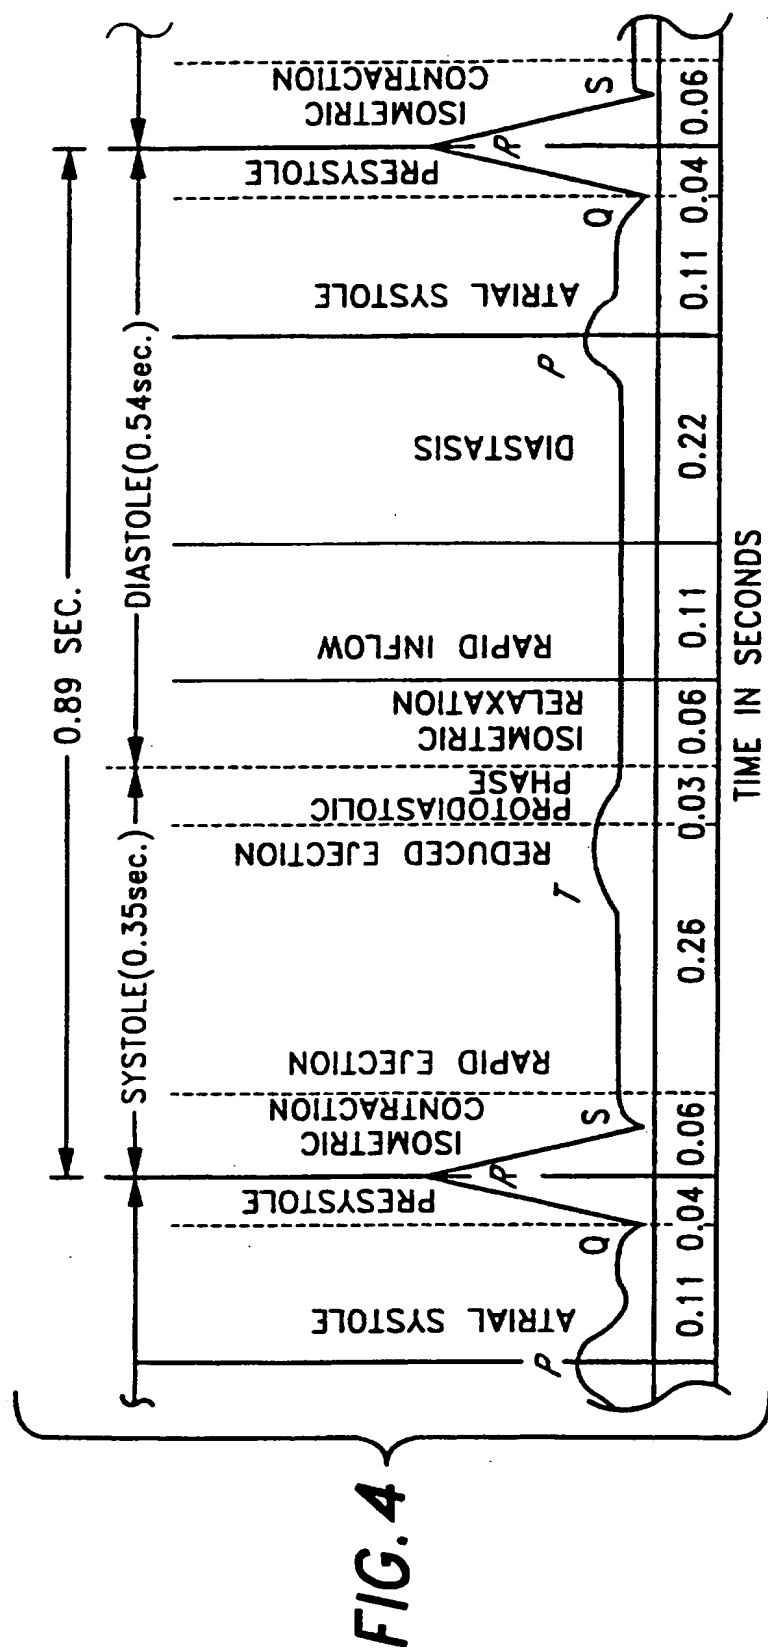 FIG. 4
0.89 SEC.
SYSTOLE(0.35sec.)
DIASTOLE(0.54sec.)
ATRIAL SYSTOLE
PRESYSTOLE
ISOMETRIC
CONTRACTION
RAPID EJECTION
REDUCED EJECTION
PROTODIASTOLIC
PHASE
ISOMETRIC
RELAXATION
RAPID INFLOW
DIASTASIS
ATRIAL SYSTOLE
PRESYSTOLE
ISOMETRIC
CONTRACTION
P
Q
R
S
T
P
Q
R
S
0.11
0.04
0.06
0.26
0.03
0.06
0.11
0.22
0.11
0.04
0.06
TIME IN SECONDS